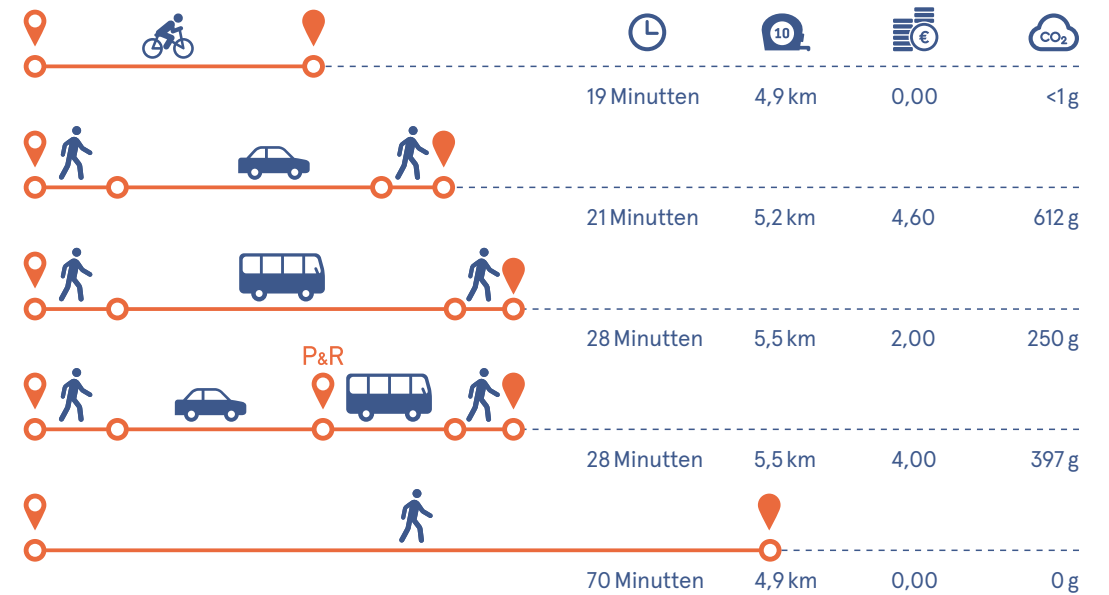 10 € CO₂
19 Minutten 4,9 km 0,00 <1 g
21 Minutten 5,2 km 4,60 612 g
28 Minutten 5,5 km 2,00 250 g
P&R
28 Minutten 5,5 km 4,00 397 g
70 Minutten 4,9 km 0,00 0 g